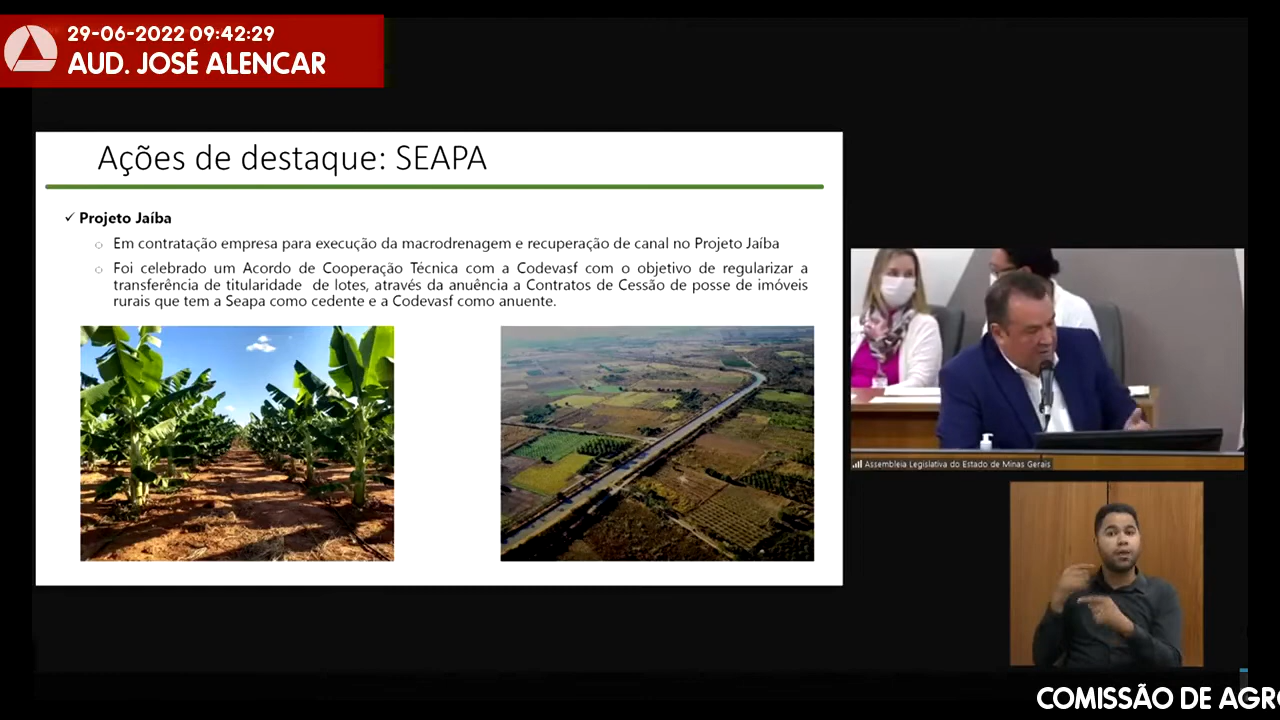 29-06-2022 09:42:29
AUD. JOSÉ ALENCAR
Ações de destaque: SEAPA
✓ Projeto Jaíba
○ Em contratação empresa para execução da macrodrenagem e recuperação de canal no Projeto Jaíba
○ Foi celebrado um Acordo de Cooperação Técnica com a Codevasf com o objetivo de regularizar a
transferência de titularidade de lotes, através da anuência a Contratos de Cessão de posse de imóveis
rurais que tem a Seapa como cedente e a Codevasf como anuente.
Assembleia Legislativa do Estado de Minas Gerais
COMISSÃO DE AGRO